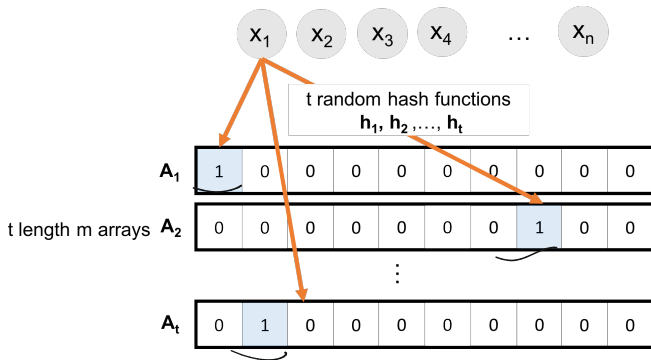 x1 x2 x3 x4 … xn
t random hash functions
h1, h2 ,…, ht
A1 1 0 0 0 0 0 0 0 0 0
t length m arrays A2 0 0 0 0 0 0 0 1 0 0
⋮
At 0 1 0 0 0 0 0 0 0 0